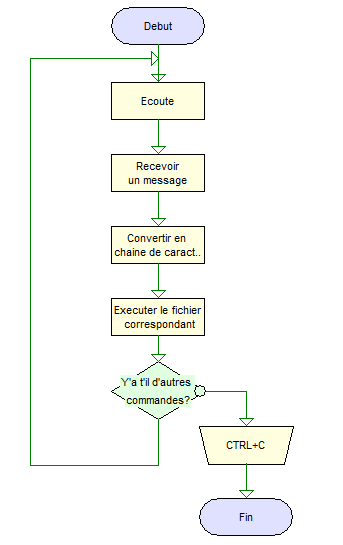 Debut
Ecoute
Recevoir
un message
Convertir en
chaine de caract..
Executer le fichier
correspondant
Y'a t'il d'autres
commandes?
CTRL+C
Fin